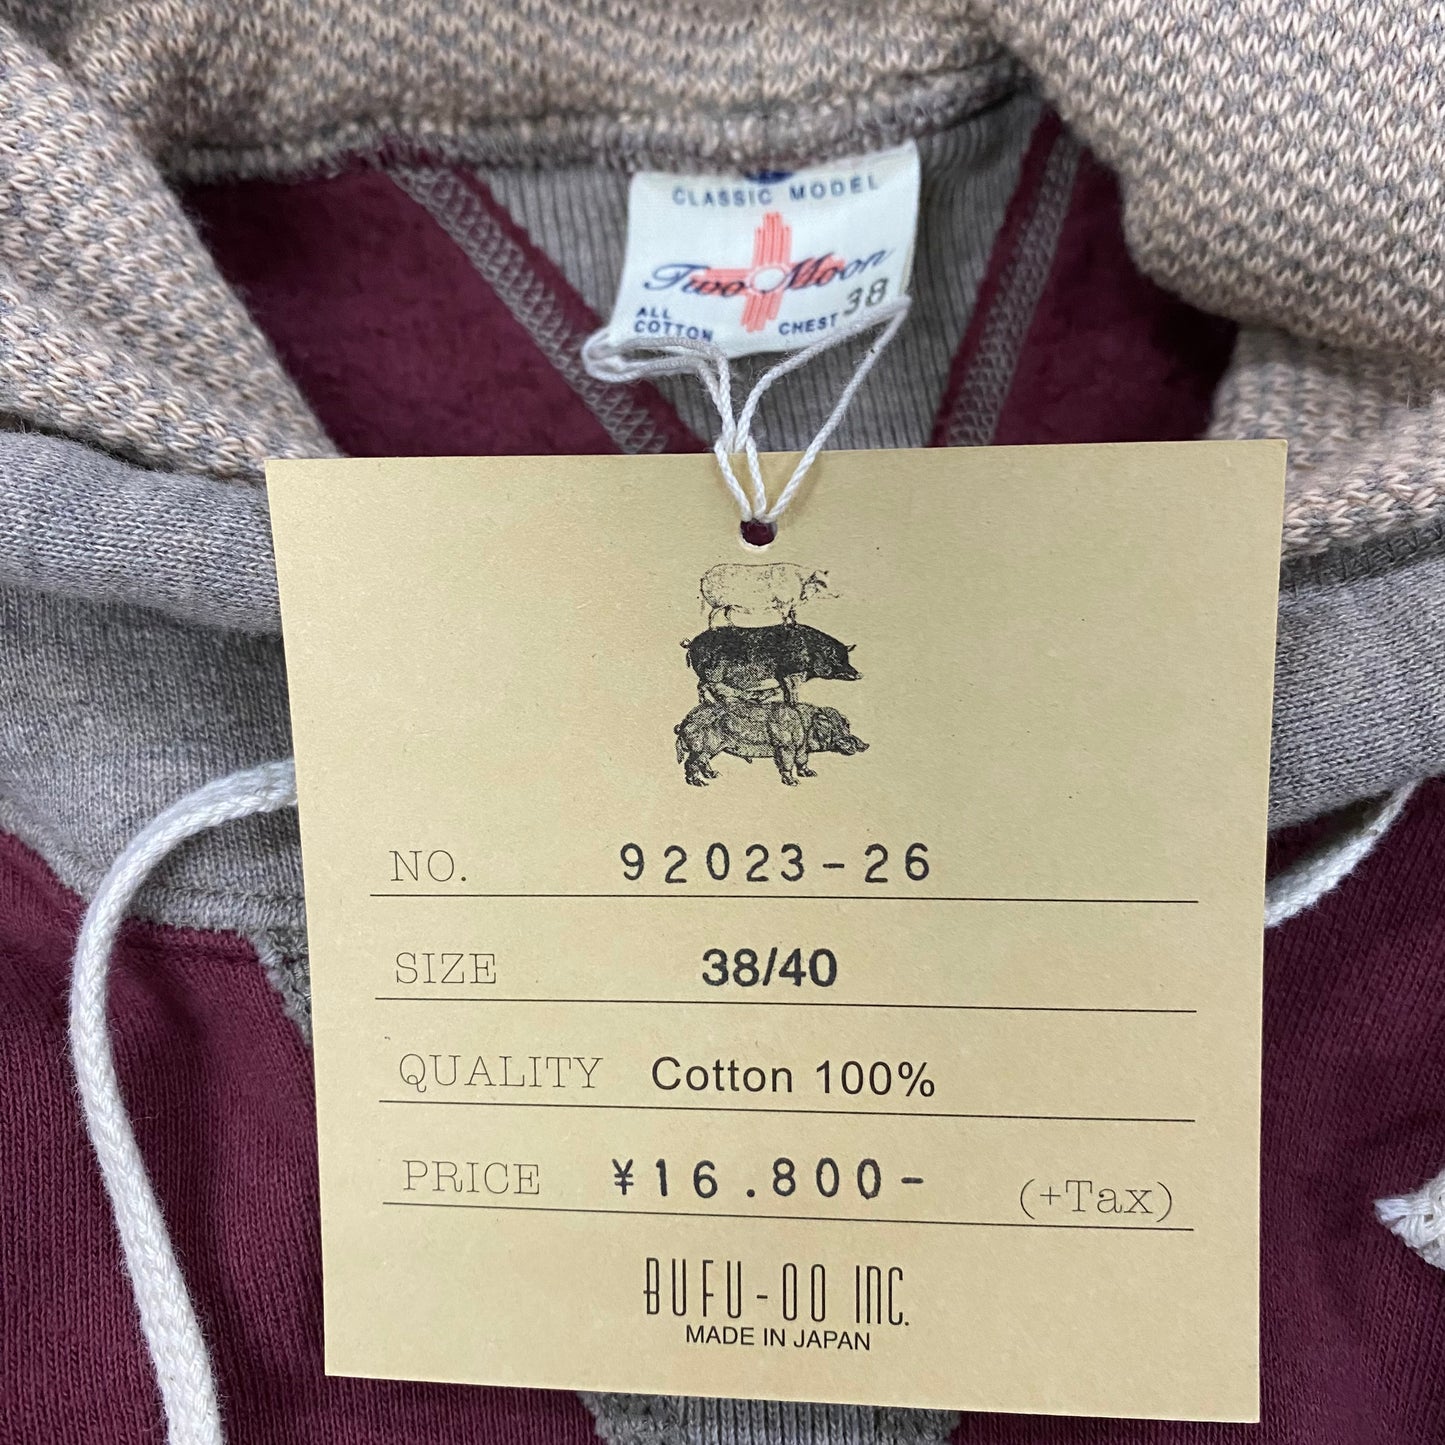 CLASSIC MODEL
Two Moon
ALL
COTTON
CHEST 38
NO. 92023-26
SIZE 38/40
QUALITY Cotton 100%
PRICE ¥16.800- (+Tax)
BUFU-OO INC.
MADE IN JAPAN